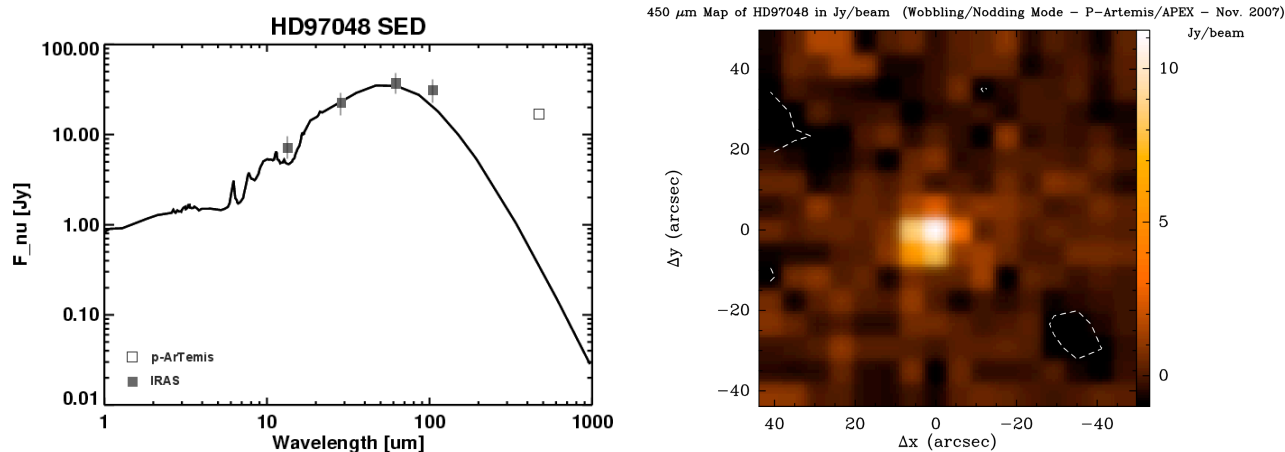 HD97048 SED
100.00
10.00
1.00
0.10
0.01
F_nu [Jy]
1
10
100
1000
Wavelength [um]
p-ArTemis
IRAS
450 μm Map of HD97048 in Jy/beam (Wobbling/Nodding Mode − P−Artemis/APEX − Nov. 2007)
Jy/beam
10
5
0
40
20
0
−20
−40
Δy (arcsec)
40
20
0
−20
−40
Δx (arcsec)